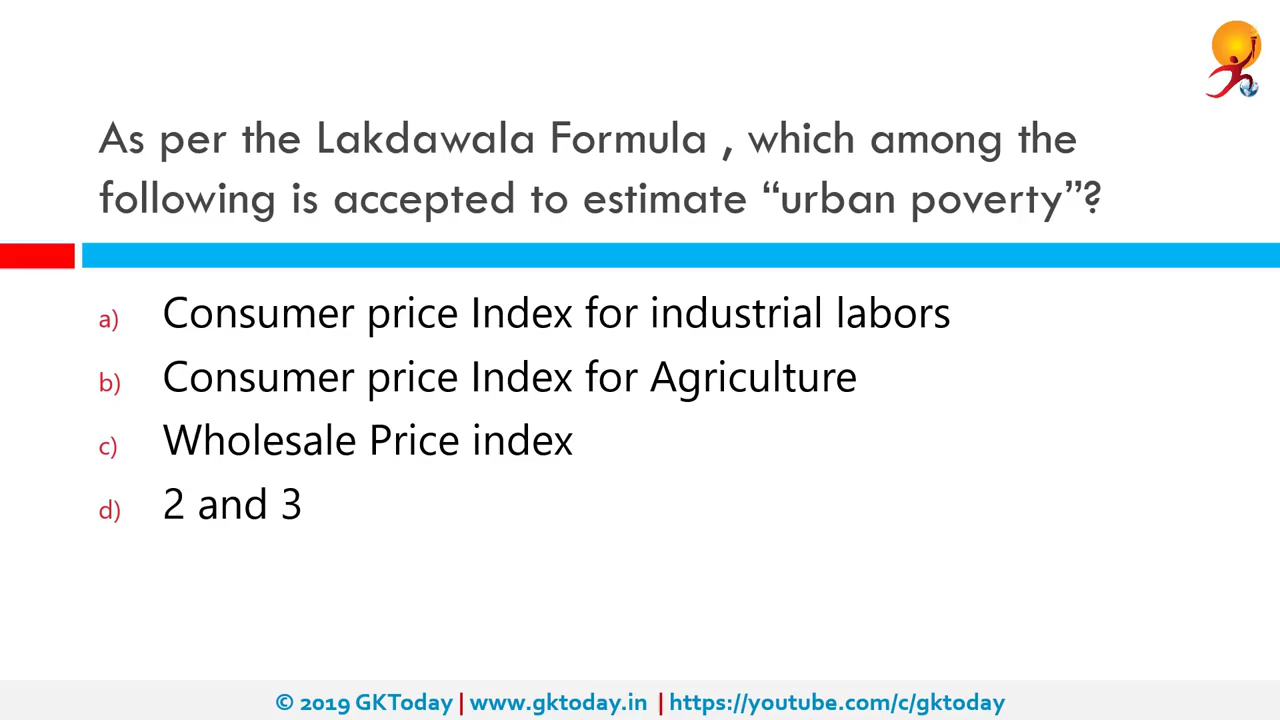 As per the Lakdawala Formula , which among the
following is accepted to estimate “urban poverty”?
a) Consumer price Index for industrial labors
b) Consumer price Index for Agriculture
c) Wholesale Price index
d) 2 and 3
© 2019 GKToday | www.gktoday.in | https://youtube.com/c/gktoday